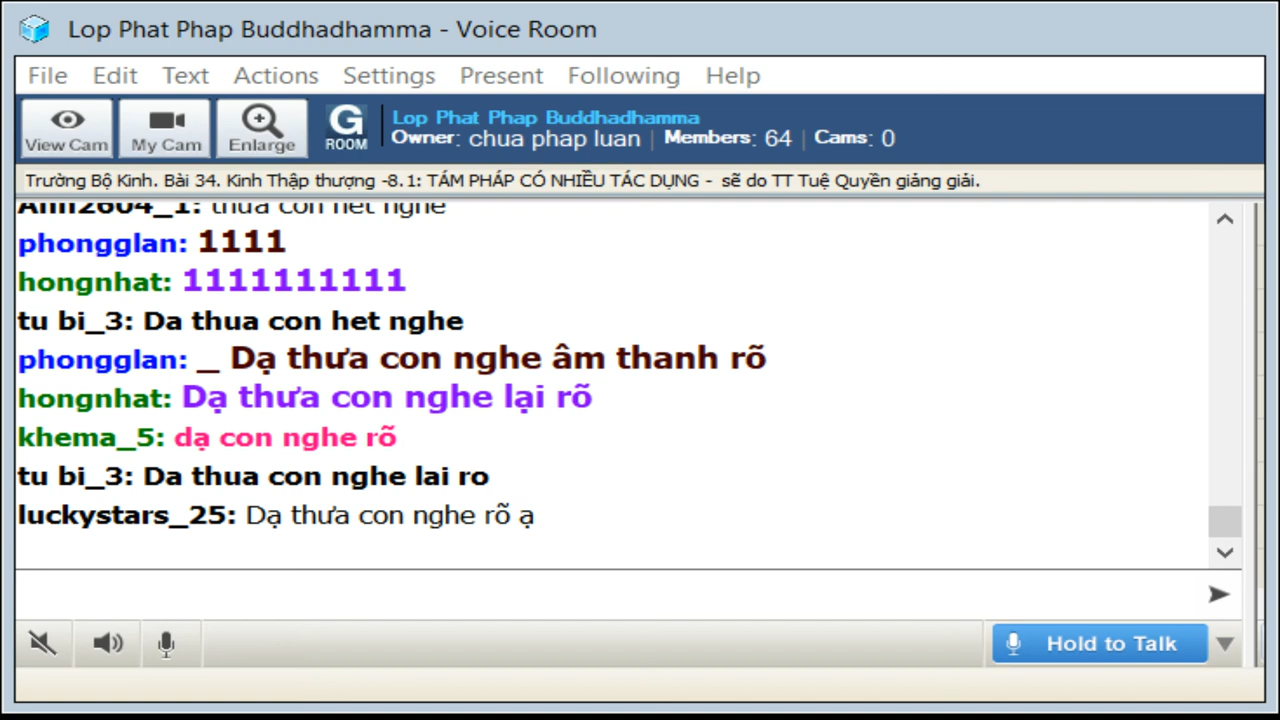 Lop Phat Phap Buddhadhamma - Voice Room
File Edit Text Actions Settings Present Following Help
View Cam My Cam Enlarge G ROOM Lop Phat Phap Buddhadhamma
Owner: chua phap luan | Members: 64 | Cams: 0
Trường Bộ Kinh. Bài 34. Kinh Thập thượng -8.1: TÁM PHÁP CÓ NHIỀU TÁC DỤNG - sẽ do TT Tuệ Quyền giảng giải.
Anh2604_1: thua con het nghe
phongglan: 1111
hongnhat: 1111111111
tu bi_3: Da thua con het nghe
phongglan: _ Dạ thưa con nghe âm thanh rõ
hongnhat: Dạ thưa con nghe lại rõ
khema_5: dạ con nghe rõ
tu bi_3: Da thua con nghe lai ro
luckystars_25: Dạ thưa con nghe rõ ạ
Hold to Talk